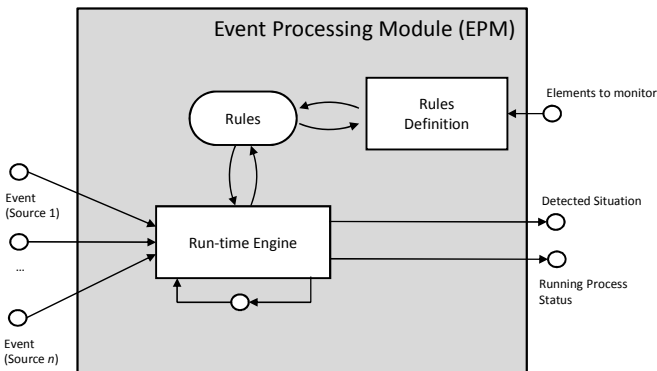 Event Processing Module (EPM)
Rules
Rules
Definition
Elements to monitor
Event
(Source 1)
...
Event
(Source n)
Run-time Engine
Detected Situation
Running Process
Status